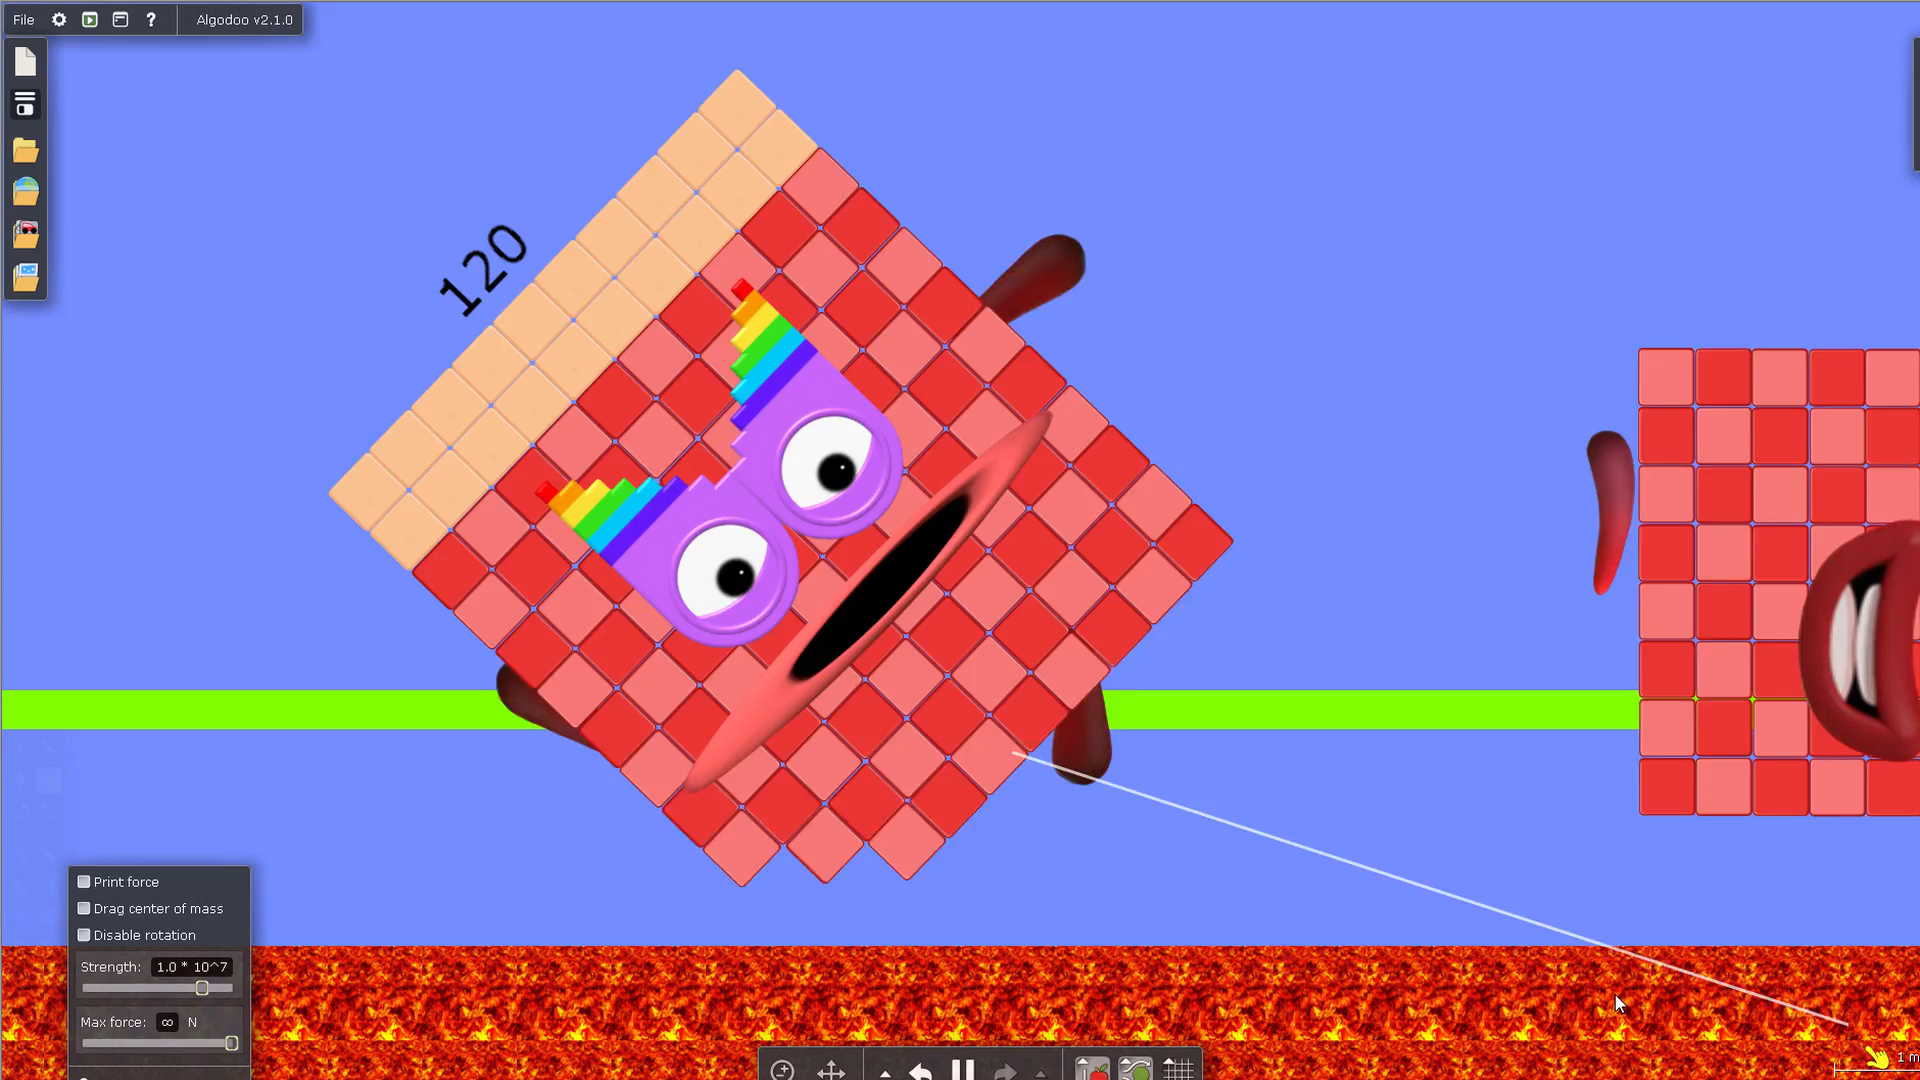 File ? Algodoo v2.1.0
120
Print force
Drag center of mass
Disable rotation
Strength: 1.0 * 10^7
Max force: ∞ N
1 m